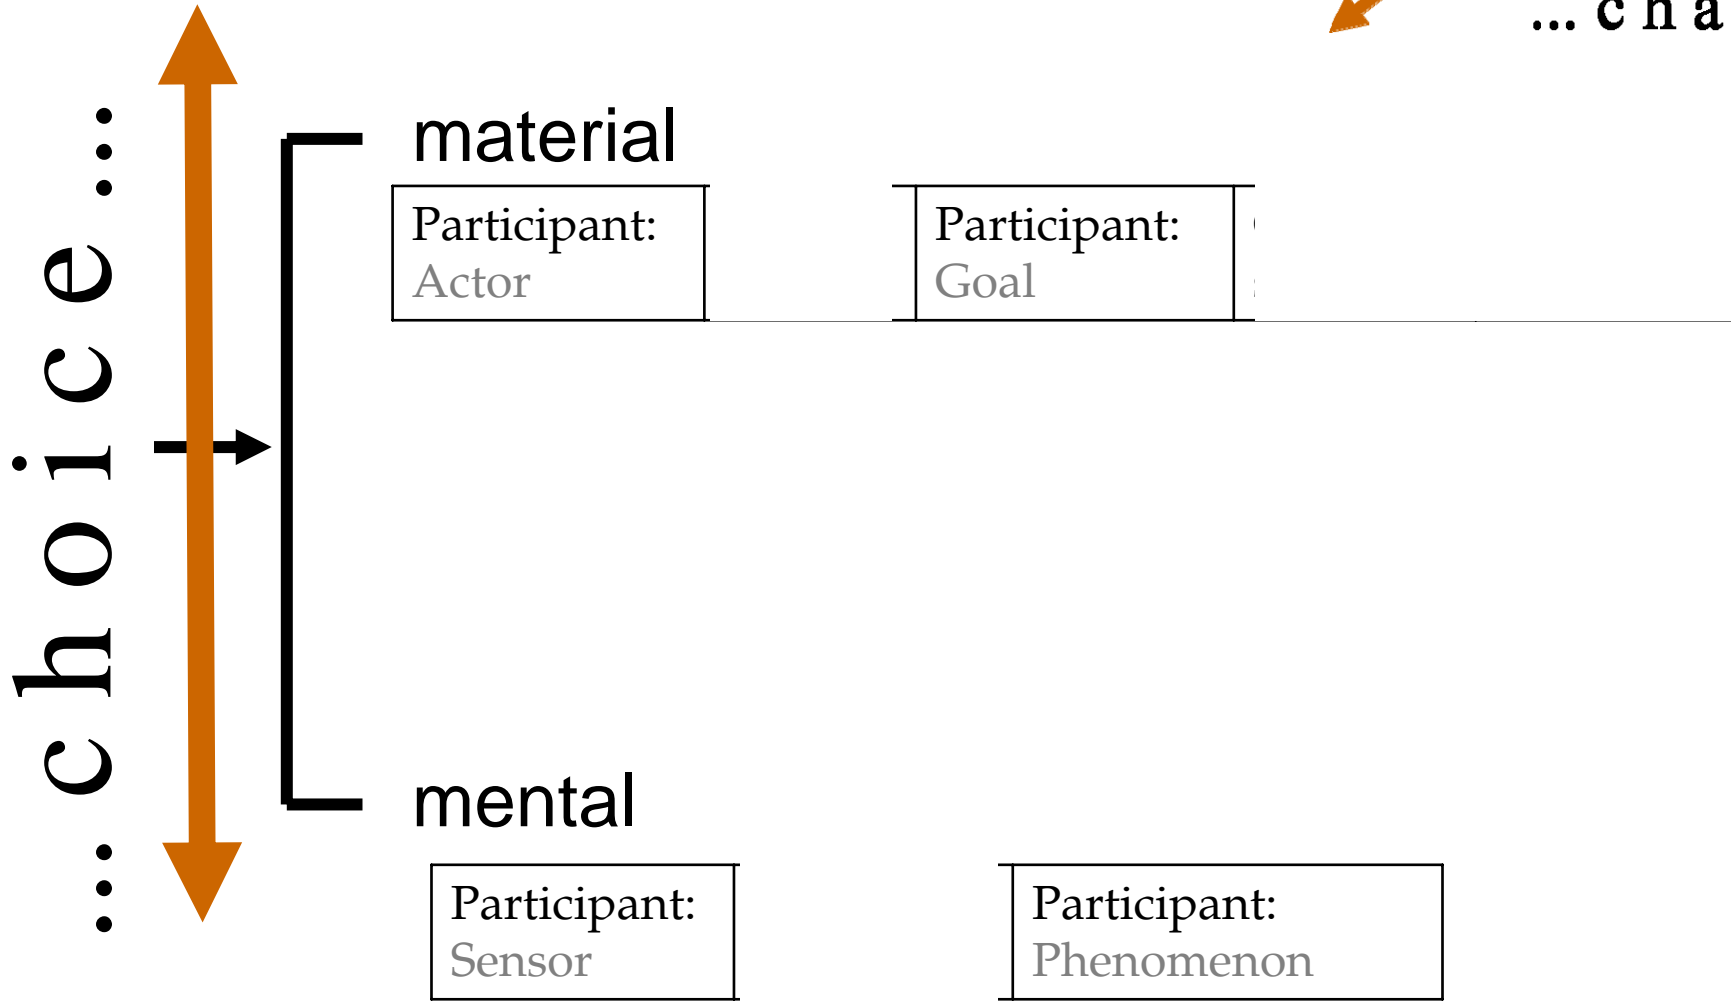 ... c h a
... c h o i c e ...
material
Participant:
Actor
Participant:
Goal
mental
Participant:
Sensor
Participant:
Phenomenon